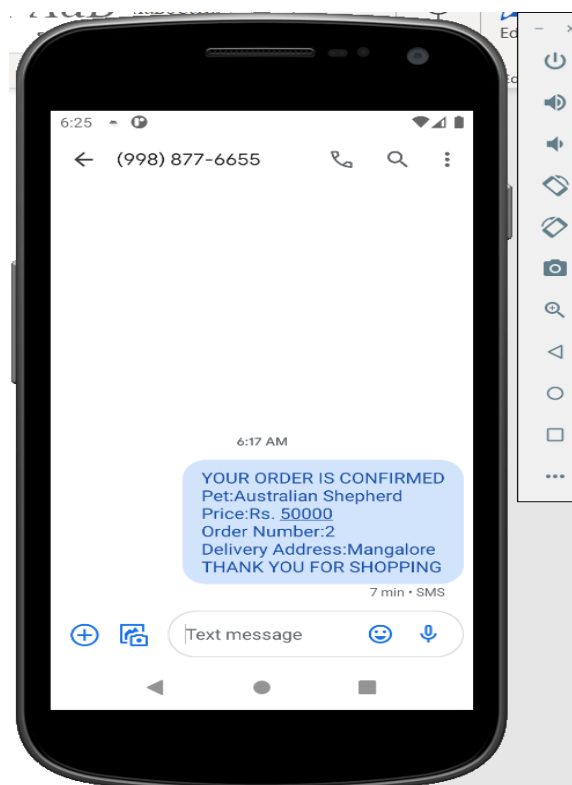 Ed
6:25
(998) 877-6655
6:17 AM
YOUR ORDER IS CONFIRMED
Pet:Australian Shepherd
Price:Rs. 50000
Order Number:2
Delivery Address:Mangalore
THANK YOU FOR SHOPPING
7 min • SMS
Text message